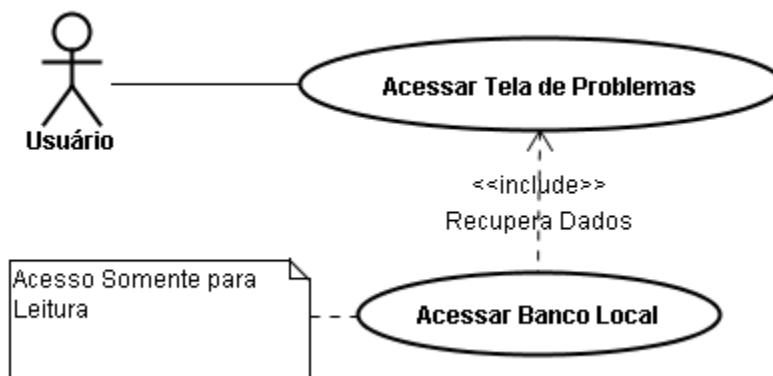 Acessar Tela de Problemas
Usuário
<<include>>
Recupera Dados
Acesso Somente para
Leitura
Acessar Banco Local